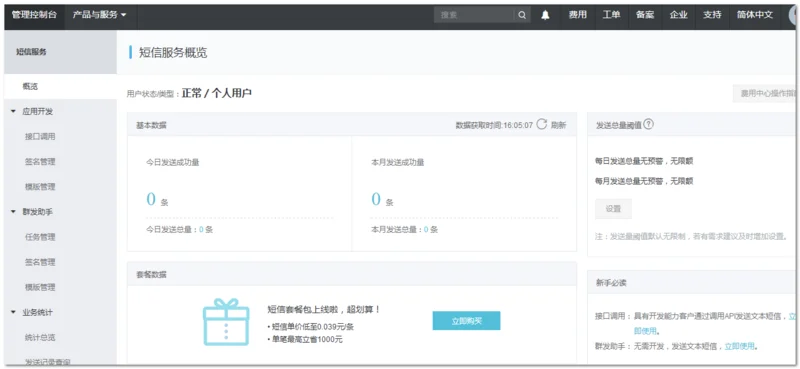 管理控制台 产品与服务 搜索 费用 工单 备案 企业 支持 简体中文
短信服务
概览
应用开发
接口调用
签名管理
模版管理
群发助手
任务管理
签名管理
模版管理
业务统计
统计总览
发送记录查询
短信服务概览
用户状态/类型：正常 / 个人用户
费用中心操作指
基本数据 数据获取时间:16:05:07 刷新
今日发送成功量
0 条
今日发送总量：0 条
本月发送成功量
0 条
本月发送总量：0 条
套餐数据
短信套餐包上线啦，超划算！
• 短信单价低至0.039元/条
• 单笔最高立省1000元
立即购买
发送总量阈值
每日发送总量无预警，无限额
每月发送总量无预警，无限额
设置
注：发送量阈值默认无限制，若有需求建议及时增加设置。
新手必读
接口调用：具有开发能力客户通过调用API发送文本短信，立
即使用。
群发助手：无需开发，发送文本短信，立即使用。